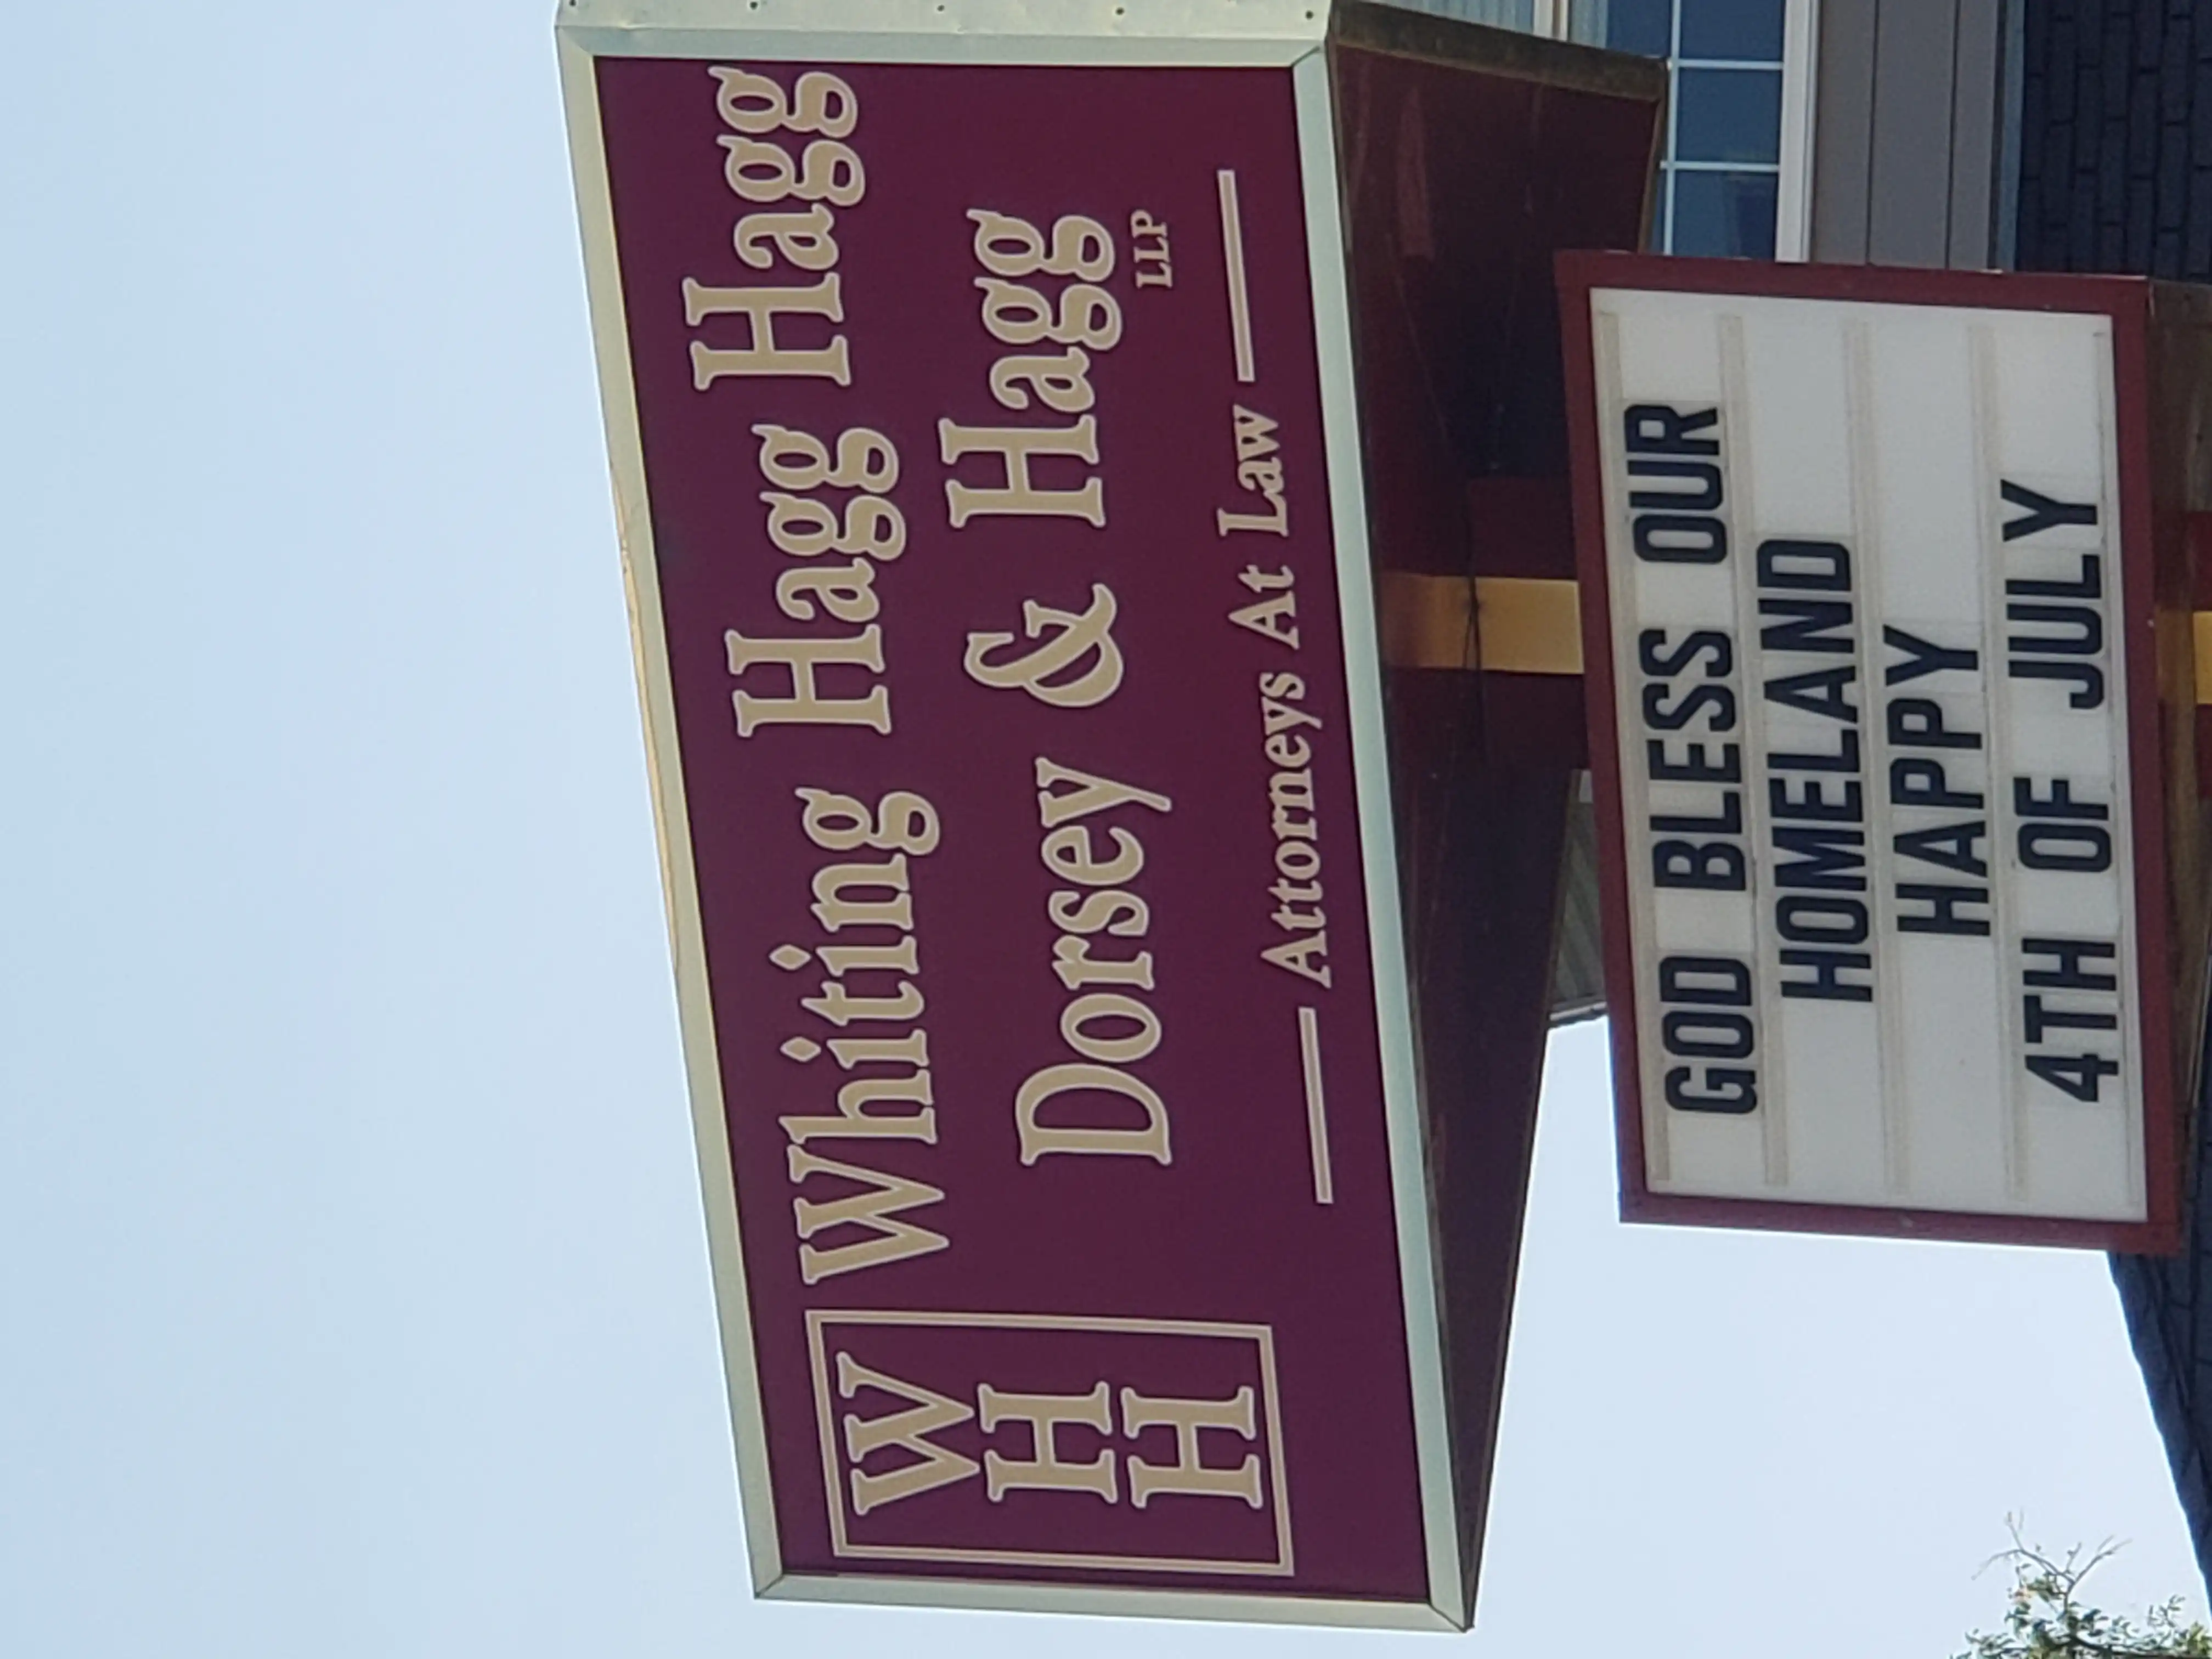 W
H
H
Whiting Hagg Hagg
Dorsey & Hagg
LLP
Attorneys At Law
GOD BLESS OUR
HOMELAND
HAPPY
4TH OF JULY